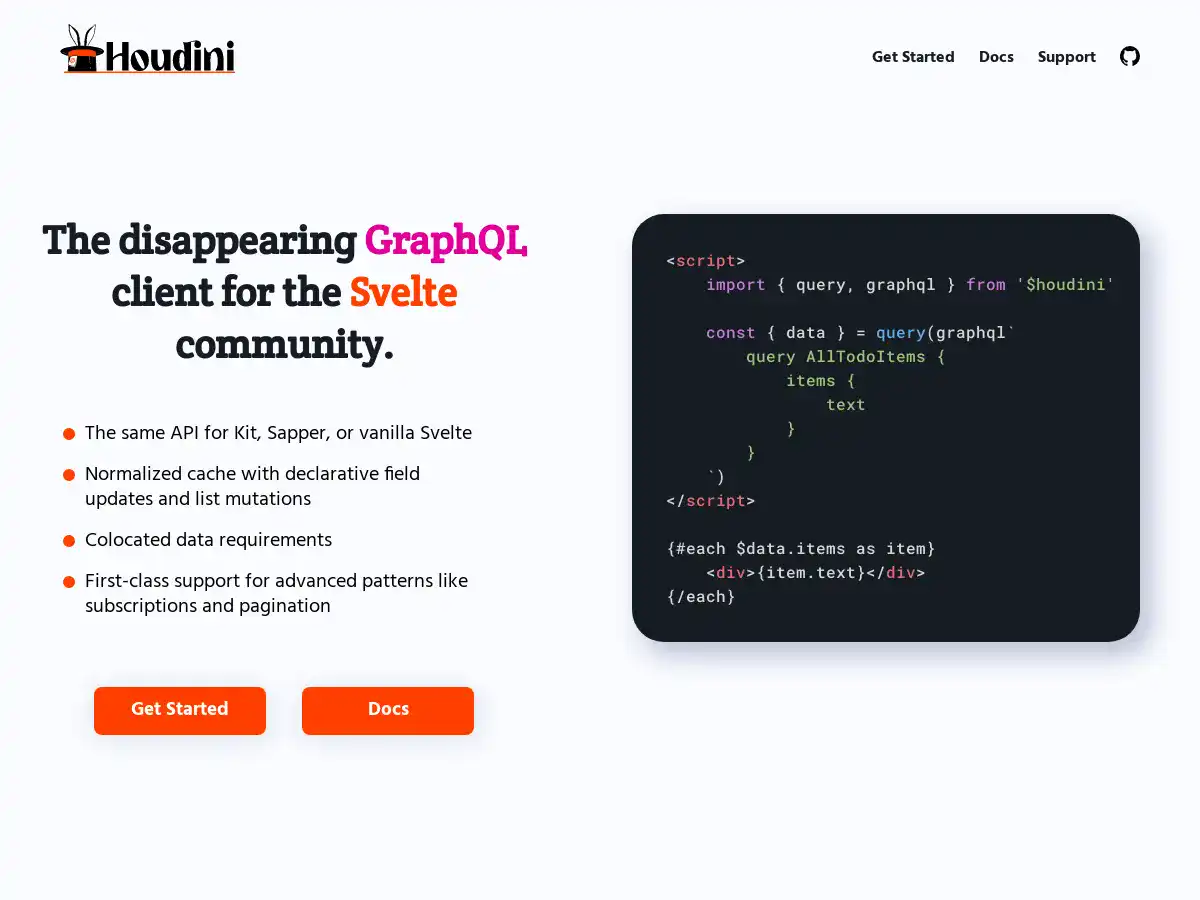 Houdini
Get Started
Docs
Support
The disappearing GraphQL
client for the Svelte
community.
The same API for Kit, Sapper, or vanilla Svelte
Normalized cache with declarative field
updates and list mutations
Colocated data requirements
First-class support for advanced patterns like
subscriptions and pagination
Get Started
Docs
<script>
    import { query, graphql } from '$houdini'

    const { data } = query(graphql`
        query AllTodoItems {
            items {
                text
            }
        }
    `)
</script>

{#each $data.items as item}
    <div>{item.text}</div>
{/each}